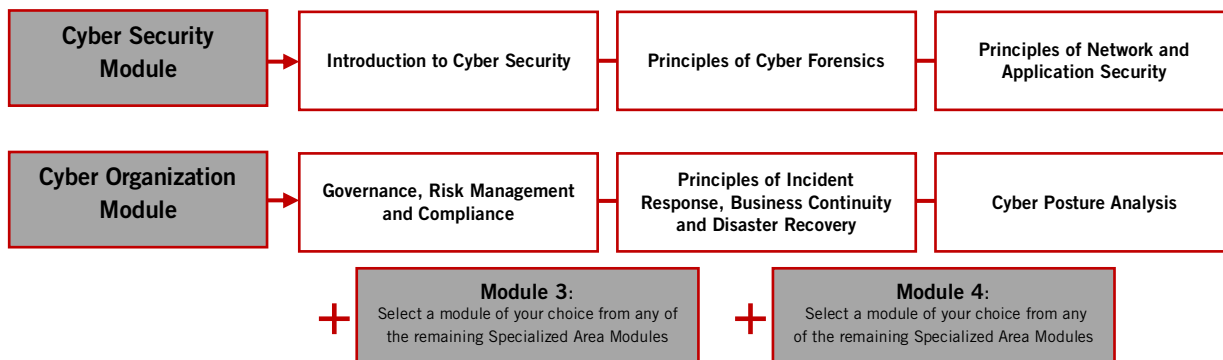 Cyber Security
Module
Introduction to Cyber Security
Principles of Cyber Forensics
Principles of Network and
Application Security
Cyber Organization
Module
Governance, Risk Management
and Compliance
Principles of Incident
Response, Business Continuity
and Disaster Recovery
Cyber Posture Analysis
+
Module 3:
Select a module of your choice from any of
the remaining Specialized Area Modules
+
Module 4:
Select a module of your choice from any
of the remaining Specialized Area Modules